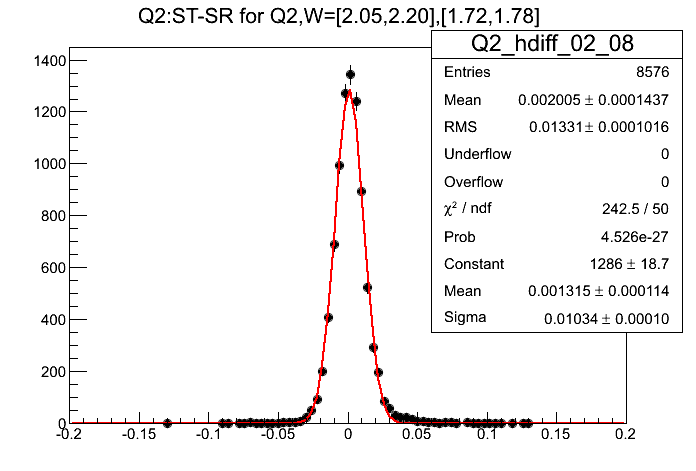 Q2:ST-SR for Q2,W=[2.05,2.20],[1.72,1.78]
Q2_hdiff_02_08
Entries 8576
Mean 0.002005 ± 0.0001437
RMS 0.01331 ± 0.0001016
Underflow 0
Overflow 0
χ² / ndf 242.5 / 50
Prob 4.526e-27
Constant 1286 ± 18.7
Mean 0.001315 ± 0.000114
Sigma 0.01034 ± 0.00010
1400
1200
1000
800
600
400
200
0
-0.2 -0.15 -0.1 -0.05 0 0.05 0.1 0.15 0.2